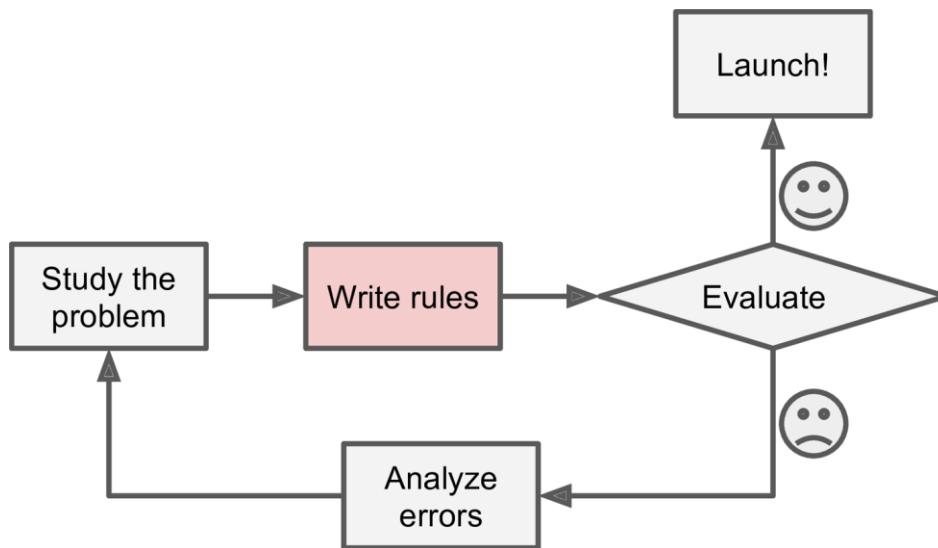 Launch!
Study the
problem
Write rules
Evaluate
Analyze
errors